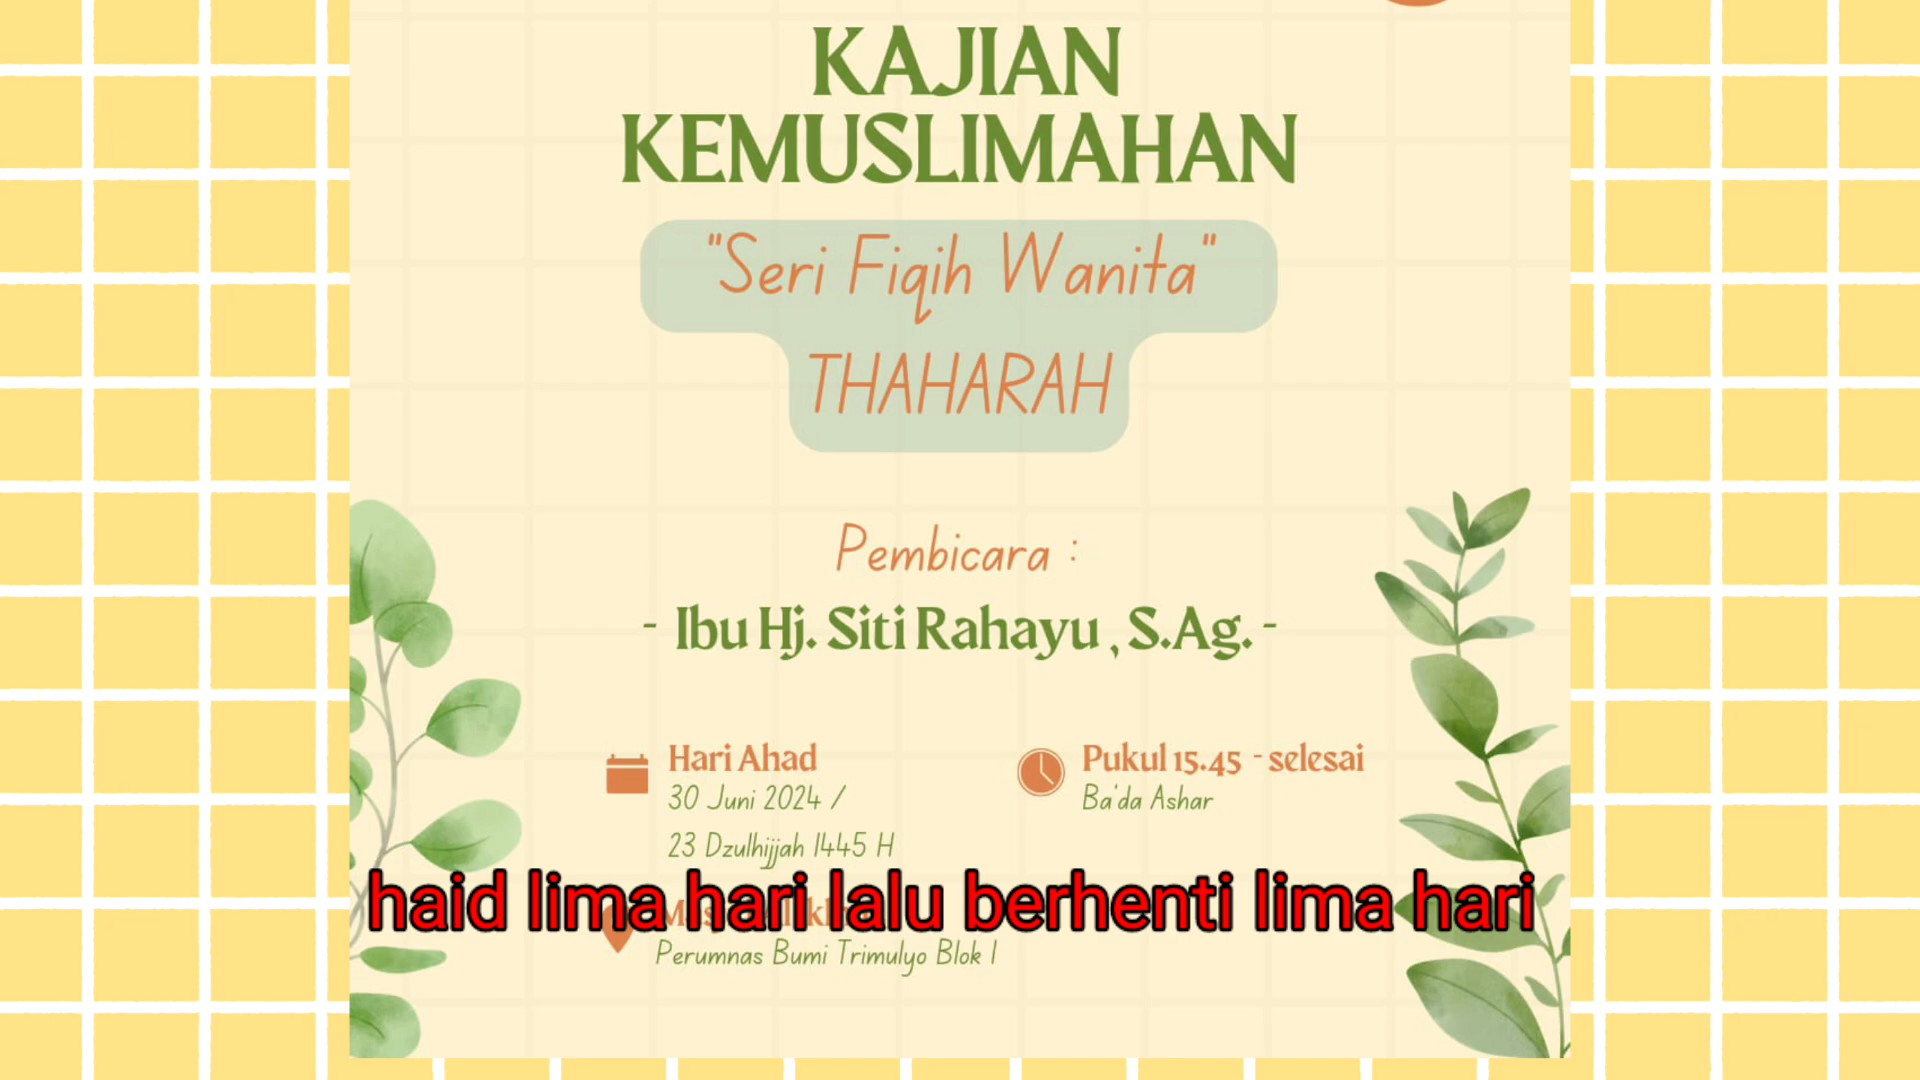 KAJIAN
KEMUSLIMAHAN
"Seri Fiqih Wanita"
THAHARAH
Pembicara :
- Ibu Hj. Siti Rahayu , S.Ag. -
Hari Ahad
30 Juni 2024 /
23 Dzulhijjah 1445 H
Pukul 15.45 - selesai
Ba'da Ashar
haid lima hari lalu berhenti lima hari
Perumnas Bumi Trimulyo Blok I